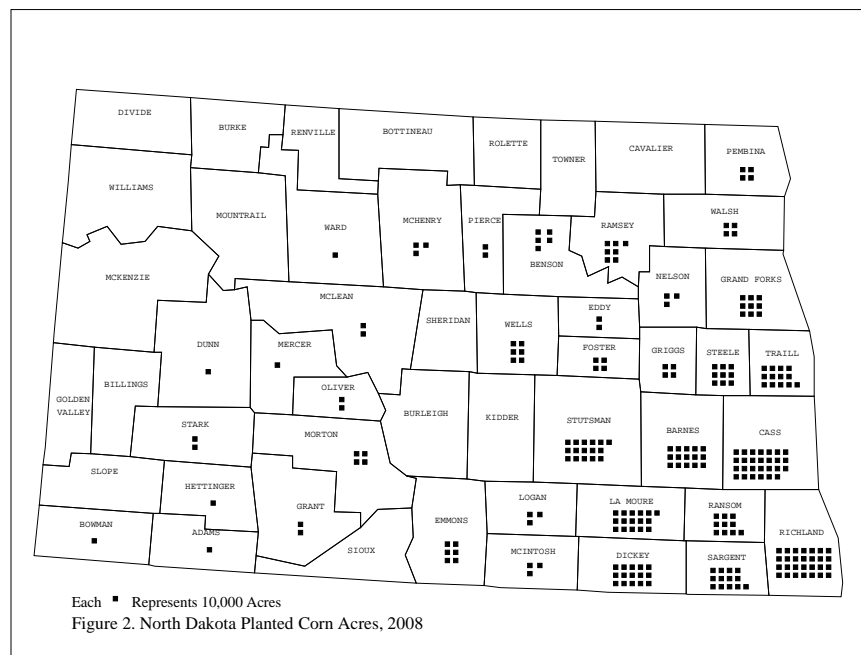 DIVIDE
BURKE
RENVILLE
BOTTINEAU
ROLETTE
TOWNER
CAVALIER
PEMBINA
WILLIAMS
MOUNTRAIL
WARD
MCHENRY
PIERCE
BENSON
RAMSEY
WALSH
MCKENZIE
MCLEAN
SHERIDAN
WELLS
EDDY
FOSTER
NELSON
GRAND FORKS
DUNN
MERCER
OLIVER
GRIGGS
STEELE
TRAILL
GOLDEN
VALLEY
BILLINGS
STARK
MORTON
BURLEIGH
KIDDER
STUTSMAN
BARNES
CASS
SLOPE
HETTINGER
GRANT
EMMONS
LOGAN
LA MOURE
RANSOM
RICHLAND
BOWMAN
ADAMS
SIOUX
MCINTOSH
DICKEY
SARGENT
Each ■ Represents 10,000 Acres
Figure 2. North Dakota Planted Corn Acres, 2008